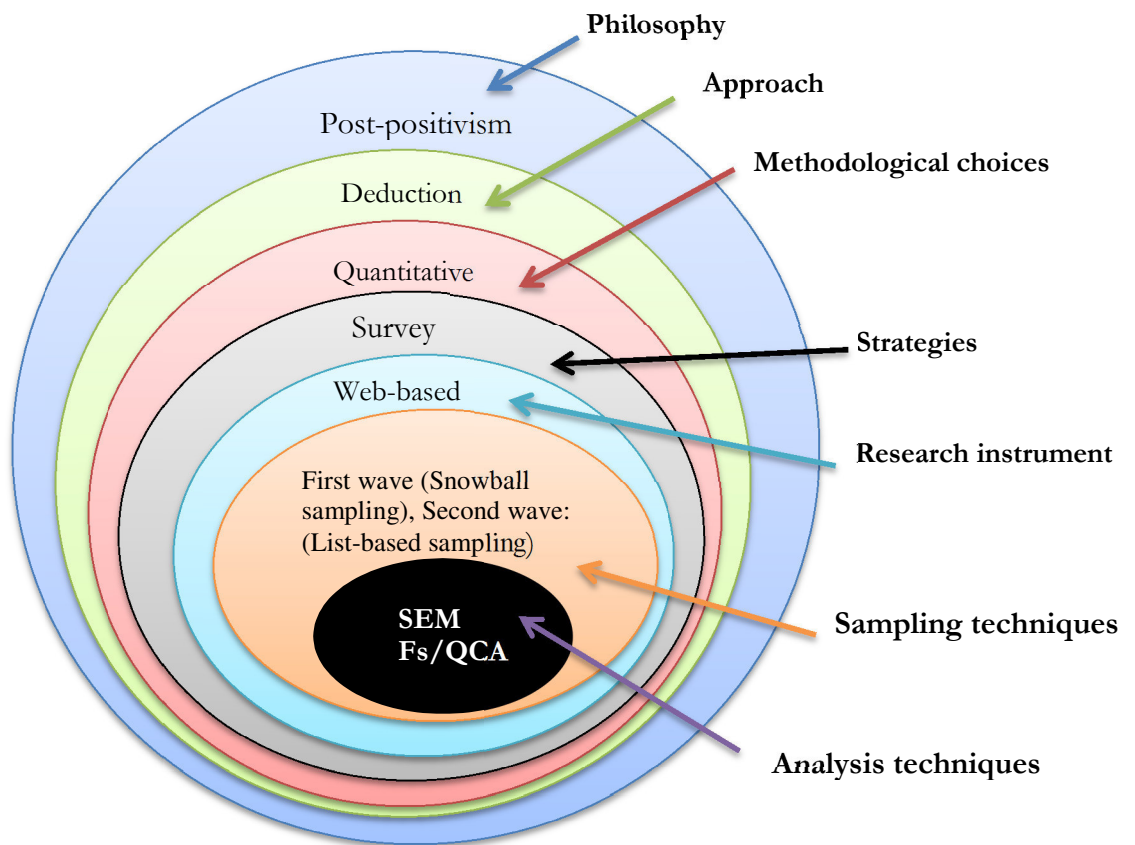 Philosophy
Approach
Post-positivism
Methodological choices
Deduction
Quantitative
Survey
Strategies
Web-based
Research instrument
First wave (Snowball
sampling), Second wave:
(List-based sampling)
SEM
Fs/QCA
Sampling techniques
Analysis techniques